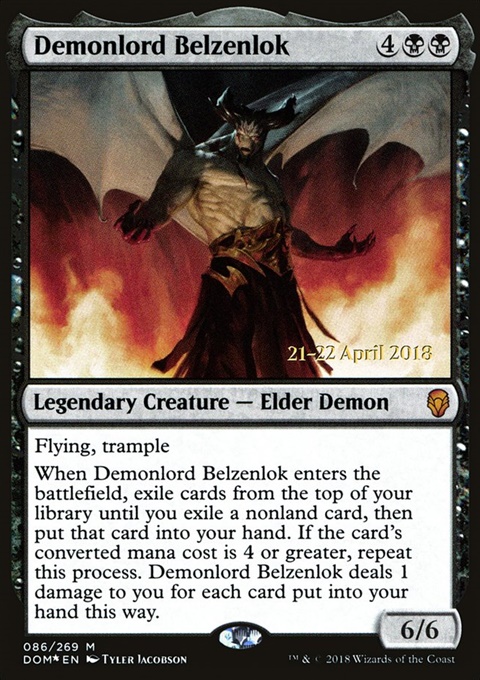 Demonlord Belzenlok 4
21-22 April 2018
Legendary Creature — Elder Demon
Flying, trample
When Demonlord Belzenlok enters the
battlefield, exile cards from the top of your
library until you exile a nonland card, then
put that card into your hand. If the card's
converted mana cost is 4 or greater, repeat
this process. Demonlord Belzenlok deals 1
damage to you for each card put into your
hand this way.
6/6
086/269 M
DOM★EN Tyler Jacobson ™ & © 2018 Wizards of the Coast